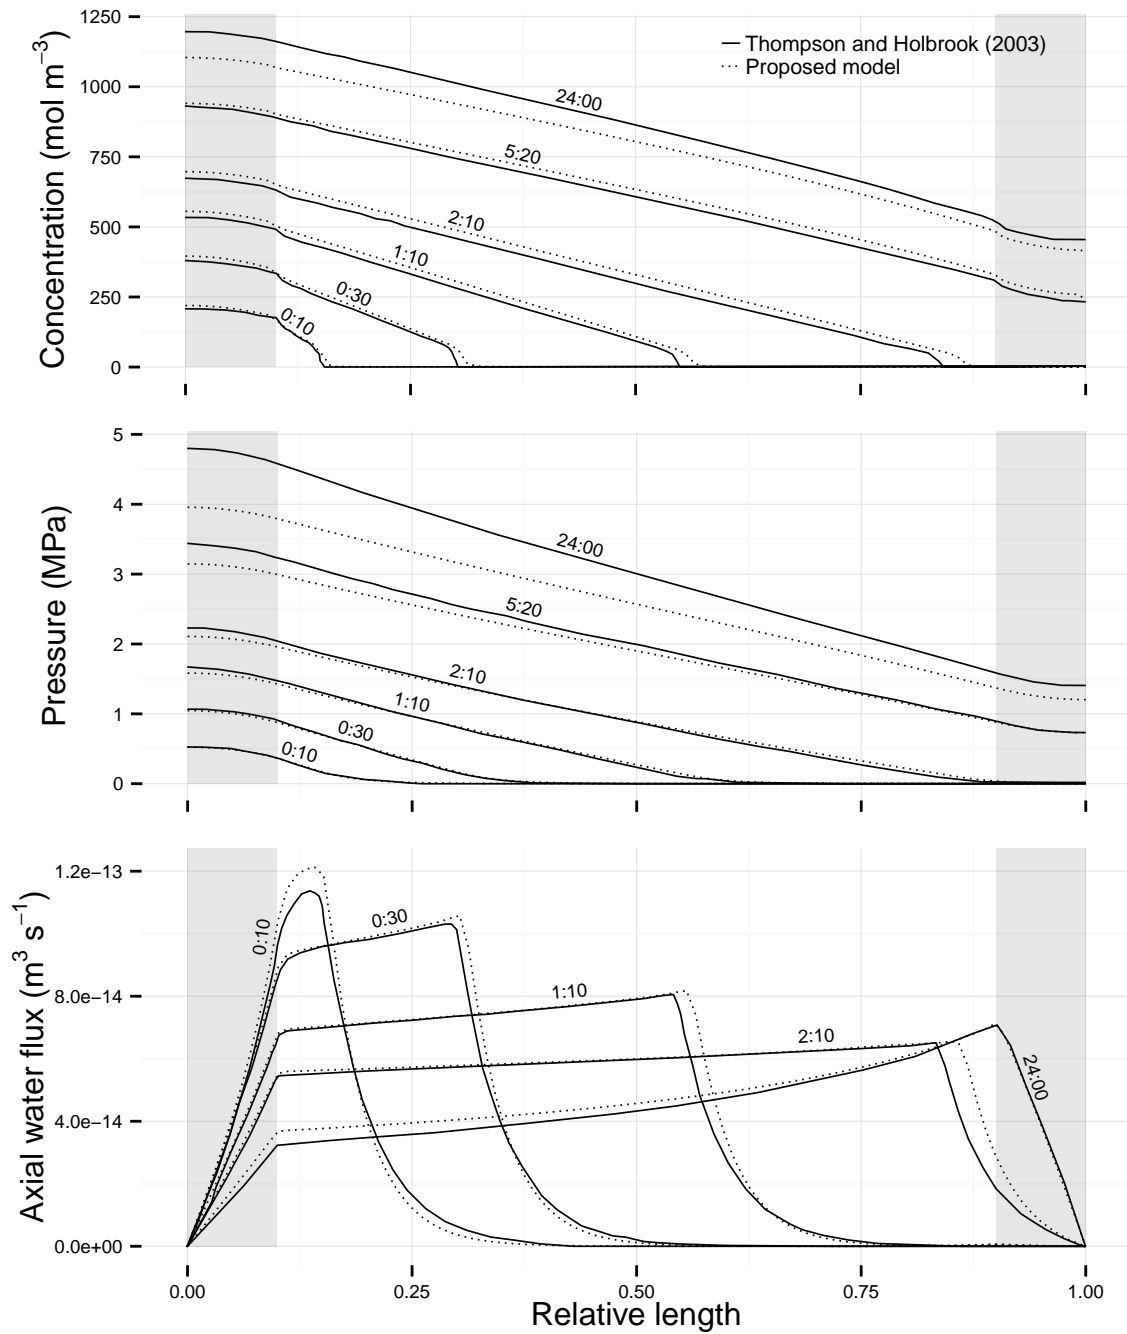 Concentration (mol m⁻³)
1250
1000
750
500
250
0
Thompson and Holbrook (2003)
Proposed model
24:00
5:20
2:10
1:10
0:30
0:10
Pressure (MPa)
5
4
3
2
1
0
24:00
5:20
2:10
1:10
0:30
0:10
Axial water flux (m³ s⁻¹)
1.2e−13
8.0e−14
4.0e−14
0.0e+00
0:10
0:30
1:10
2:10
24:00
0.00 0.25 0.50 0.75 1.00
Relative length